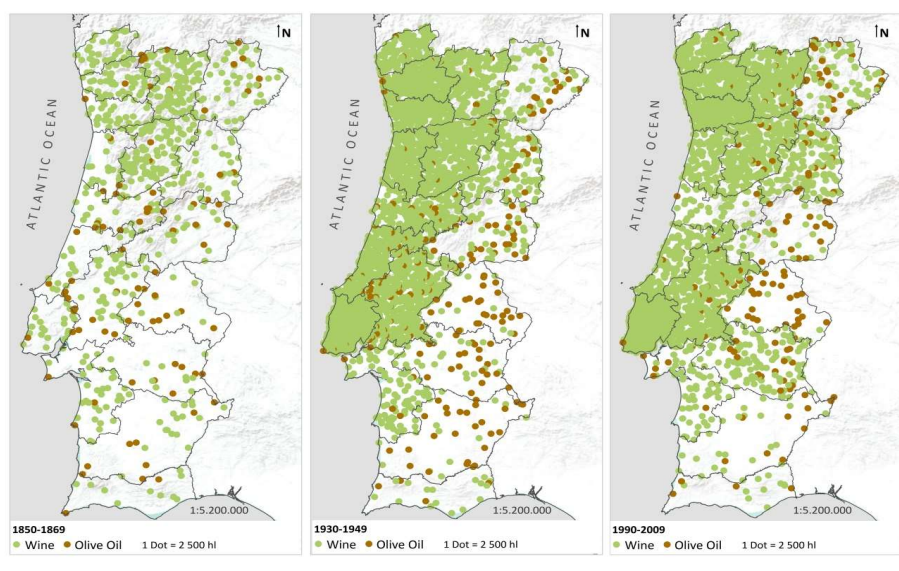 N
ATLANTIC OCEAN
1:5.200.000
1850-1869
Wine Olive Oil 1 Dot = 2 500 hl
N
ATLANTIC OCEAN
1:5.200.000
1930-1949
Wine Olive Oil 1 Dot = 2 500 hl
N
ATLANTIC OCEAN
1:5.200.000
1990-2009
Wine Olive Oil 1 Dot = 2 500 hl